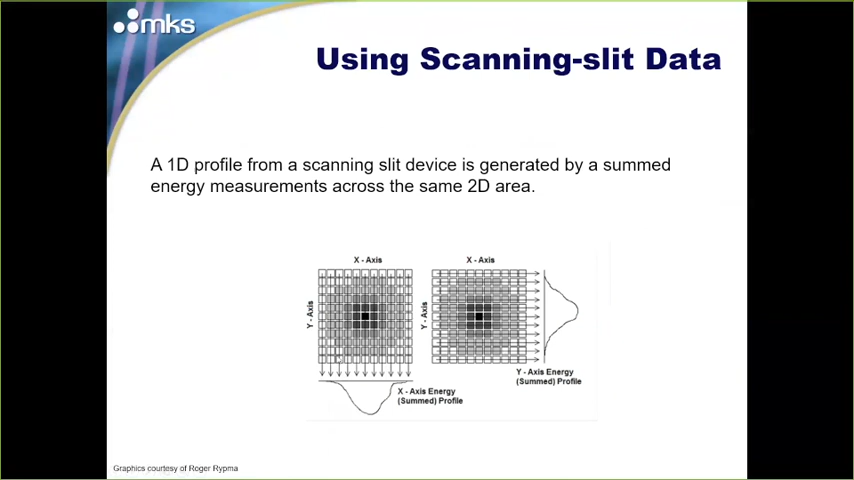 mks
Using Scanning-slit Data
A 1D profile from a scanning slit device is generated by a summed
energy measurements across the same 2D area.
X - Axis
X - Axis
Y - Axis
Y - Axis
Y - Axis Energy
(Summed) Profile
X - Axis Energy
(Summed) Profile
Graphics courtesy of Roger Rypma